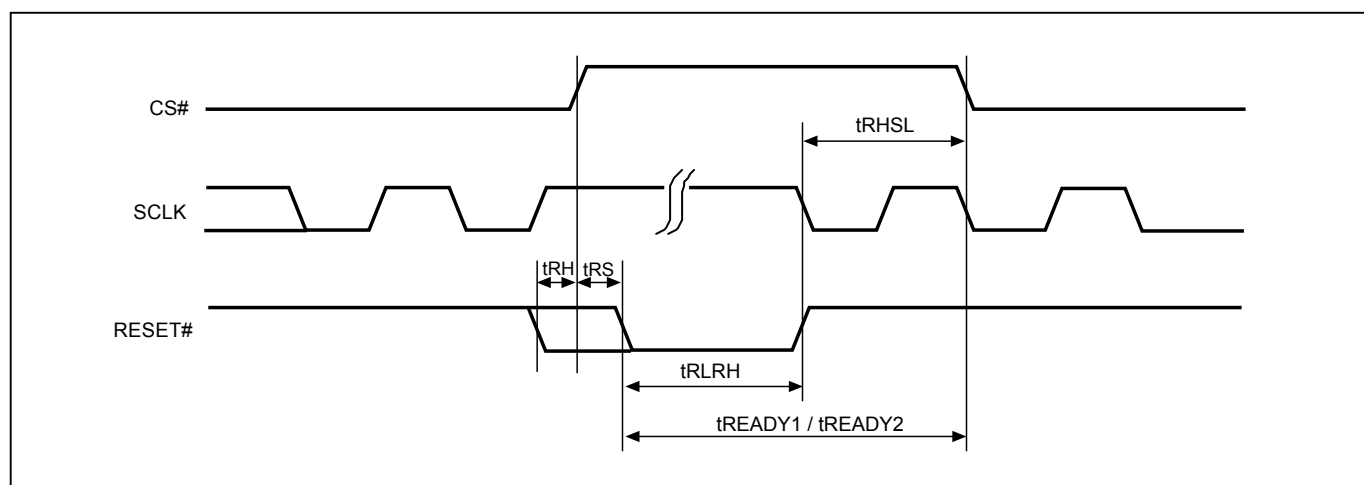 CS#
tRHSL
SCLK
tRH tRS
RESET#
tRLRH
tREADY1 / tREADY2